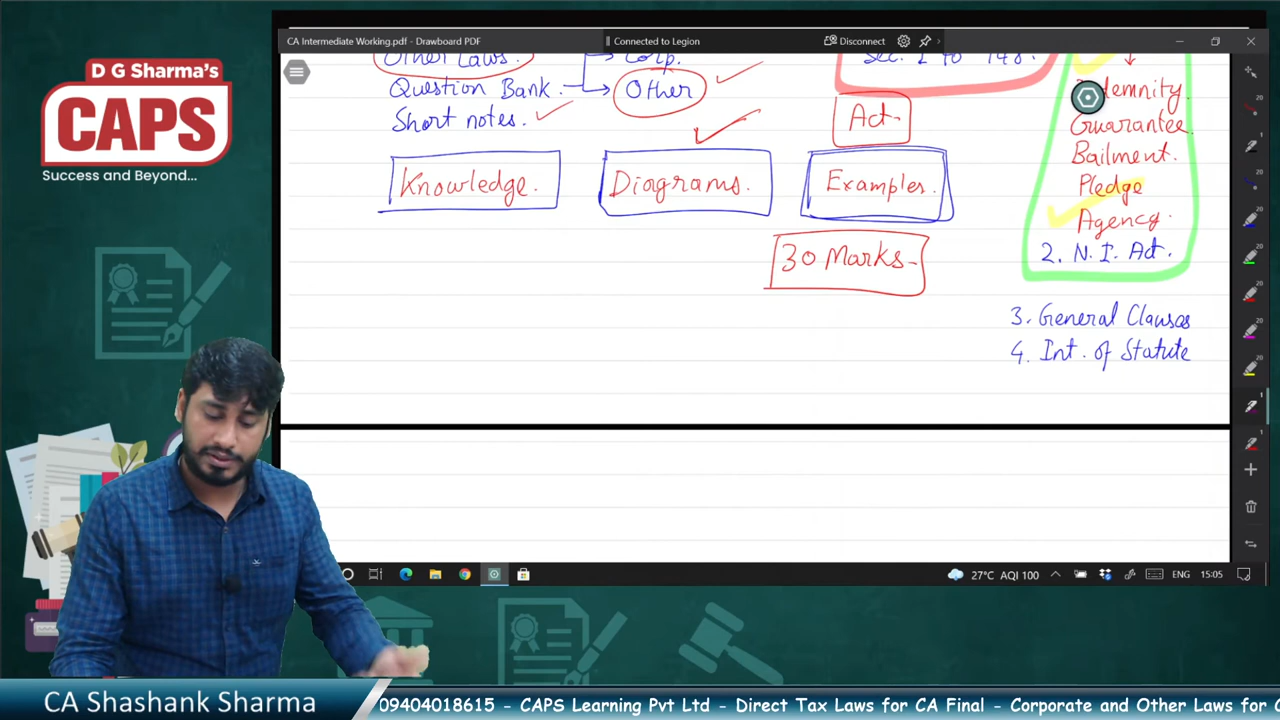 D G Sharma's
CAPS
Success and Beyond...
CA Intermediate Working.pdf - Drawboard PDF
Connected to Legion
Disconnect
Other Laws.
Corp.
Question Bank
Other
Short notes.
Sec. 1 to 148.
Act
Knowledge.
Diagrams.
Examples.
30 Marks
demnity
Guarantee
Bailment.
Pledge
Agency
2. N. I. Act.
3. General Clauses
4. Int. of Statute
27°C AQI 100
ENG
15:05
CA Shashank Sharma
09404018615 - CAPS Learning Pvt Ltd - Direct Tax Laws for CA Final - Corporate and Other Laws for